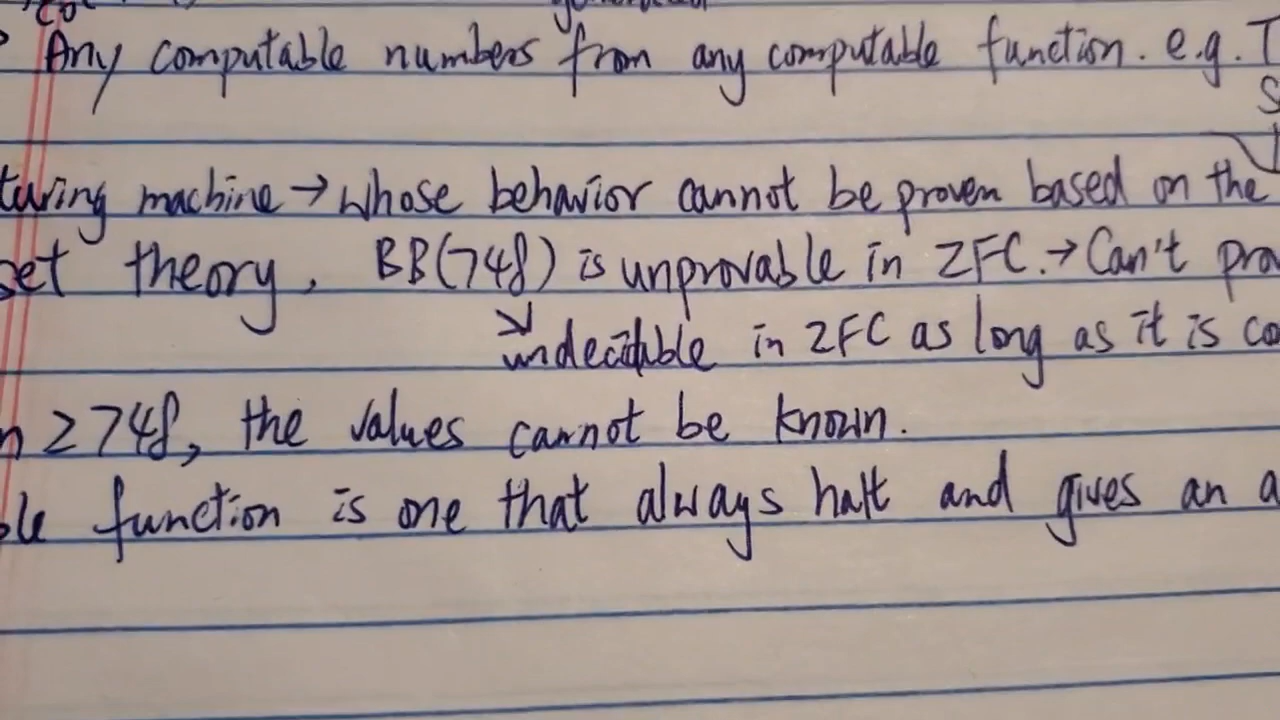 Any computable numbers from any computable function. e.g. T
turing machine → whose behavior cannot be proven based on the
set theory, BB(748) is unprovable in ZFC. → Can't pro
↘ undecidable in ZFC as long as it is co
n ≥ 748, the values cannot be known.
ble function is one that always halt and gives an a